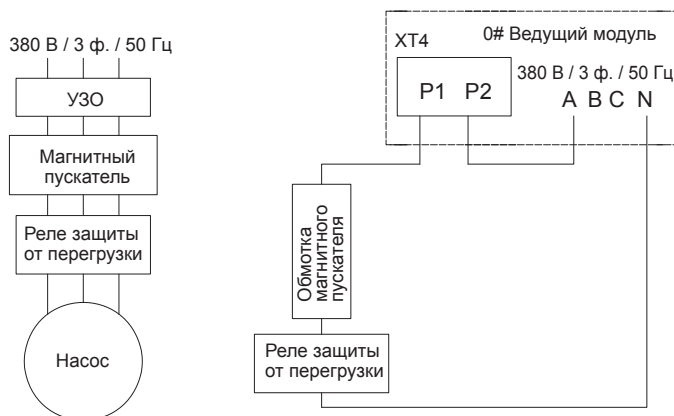 380 В / 3 ф. / 50 Гц
УЗО
Магнитный
пускатель
Реле защиты
от перегрузки
Насос
XT4
0# Ведущий модуль
380 В / 3 ф. / 50 Гц
P1 P2
A B C N
Обмотка
магнитного
пускателя
Реле защиты
от перегрузки